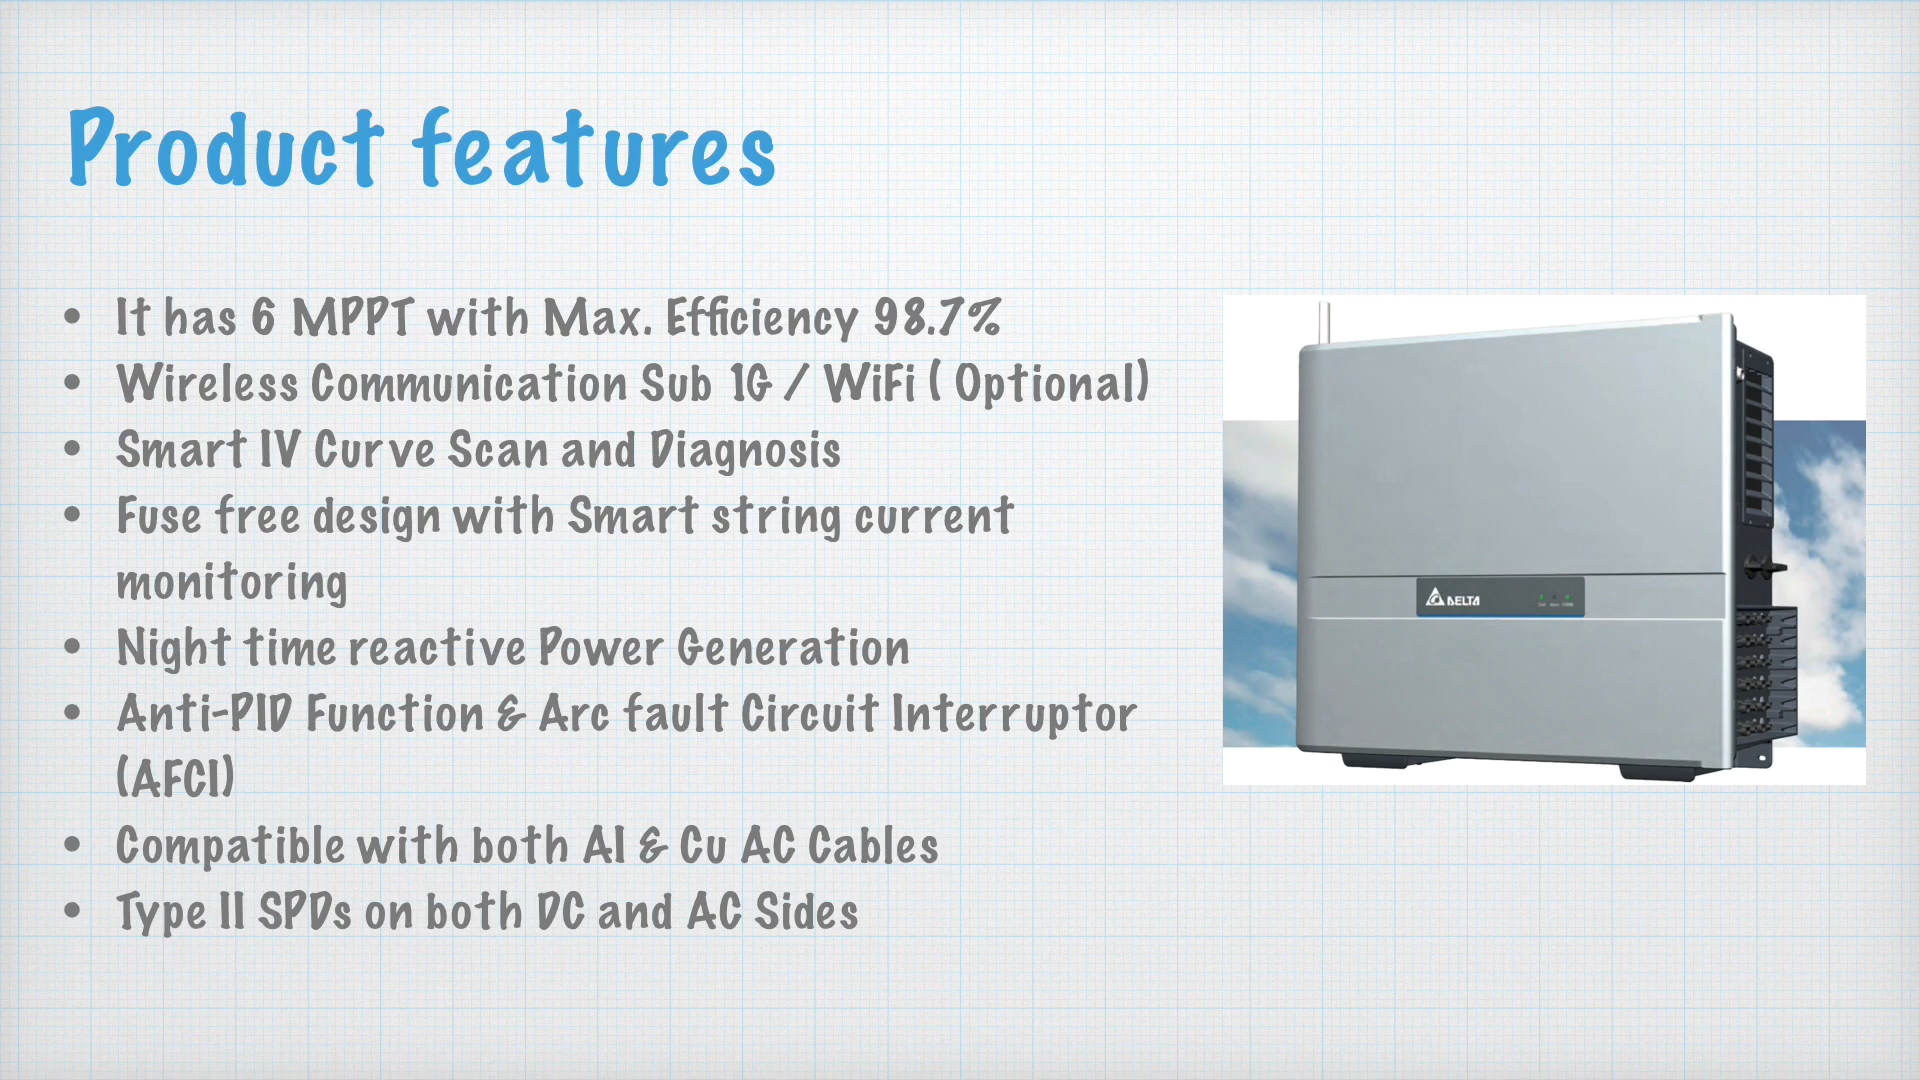 Product features
• It has 6 MPPT with Max. Efficiency 98.7%
• Wireless Communication Sub 1G / WiFi ( Optional)
• Smart IV Curve Scan and Diagnosis
• Fuse free design with Smart string current
monitoring
• Night time reactive Power Generation
• Anti-PID Function & Arc fault Circuit Interruptor
(AFCI)
• Compatible with both Al & Cu AC Cables
• Type II SPDs on both DC and AC Sides
DELTA